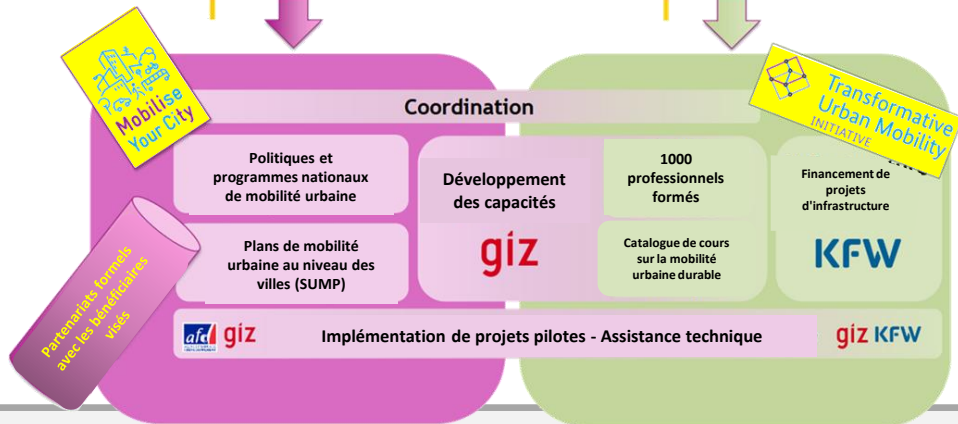 Mobilise
Your City
Transformative
Urban Mobility
INITIATIVE
Coordination
Politiques et
programmes nationaux
de mobilité urbaine
Développement
des capacités
giz
1000
professionnels
formés
Financement de
projets
d'infrastructure
KFW
Plans de mobilité
urbaine au niveau des
villes (SUMP)
Catalogue de cours
sur la mobilité
urbaine durable
Partenariats formels
avec les bénéficiaires
visés
afd giz
Implémentation de projets pilotes - Assistance technique
giz KFW